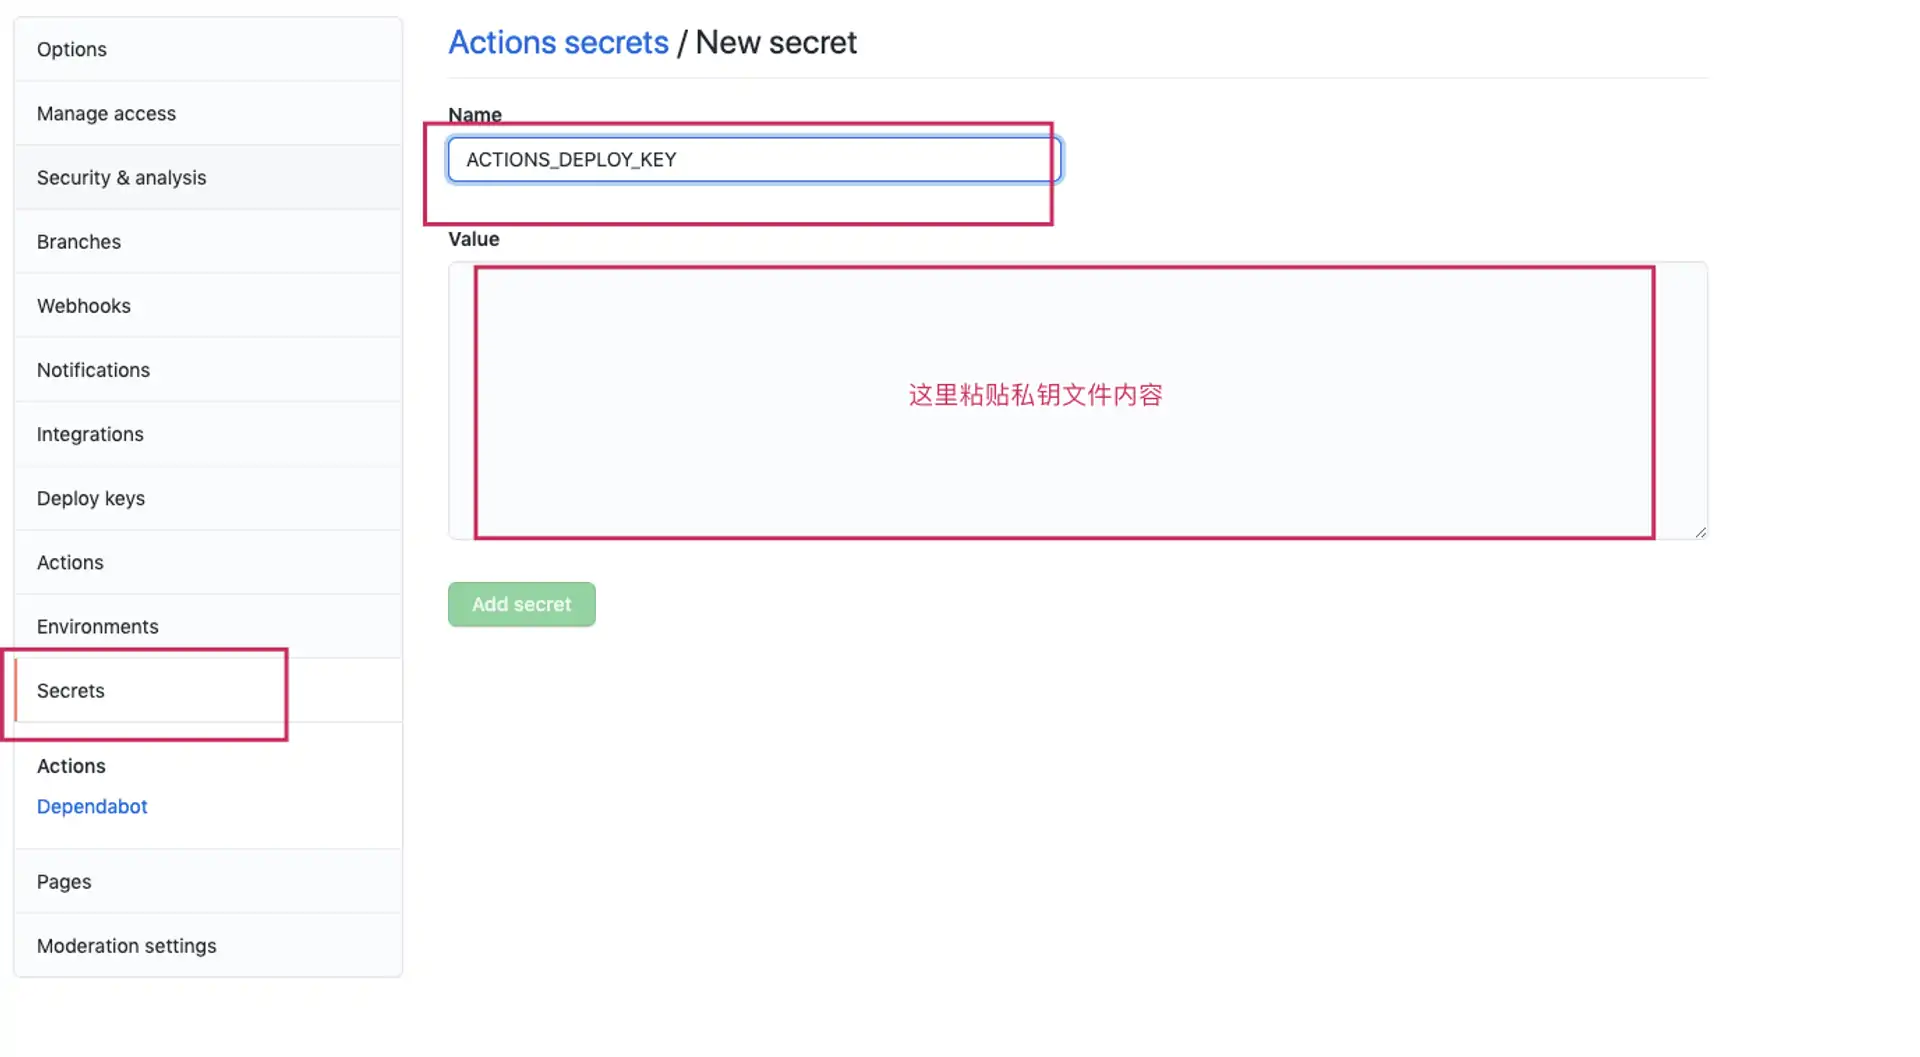 Options
Manage access
Security & analysis
Branches
Webhooks
Notifications
Integrations
Deploy keys
Actions
Environments
Secrets
Actions
Dependabot
Pages
Moderation settings
Actions secrets / New secret
Name
ACTIONS_DEPLOY_KEY
Value
这里粘贴私钥文件内容
Add secret